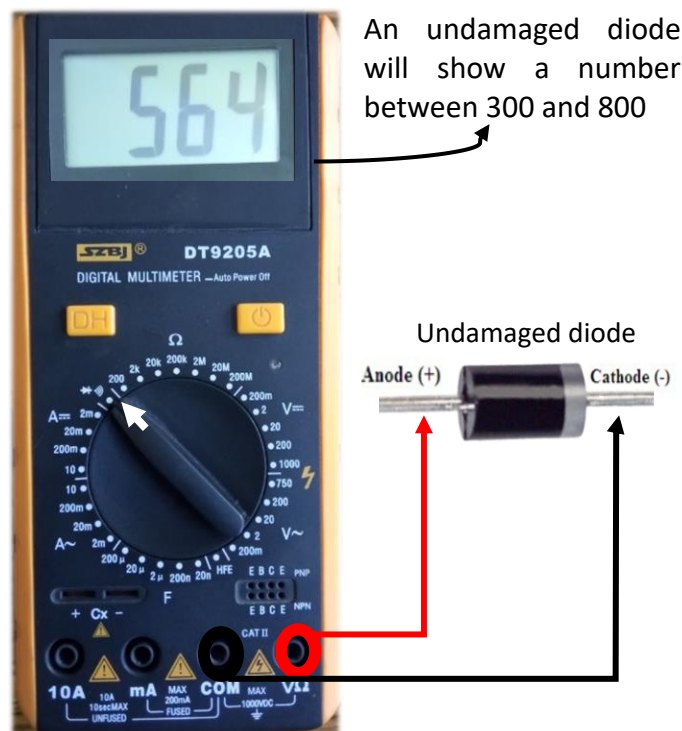 An undamaged diode
will show a number
between 300 and 800
564
SZBJ ® DT9205A
DIGITAL MULTIMETER – Auto Power Off
DH
Ω
200 2k 20k 200k 2M 20M 200M
A⎓ 2m 20m 200m 10
10 200m 20m 2m A~
200m 2 20 200 1000 V⎓
750 200 20 2 200m V~
200µ 20µ 2µ 200n 20n HFE
F
E B C E PNP
E B C E NPN
+ Cx –
CAT II
10A mA COM VΩ
10A
10secMAX
UNFUSED
MAX
200mA
FUSED
MAX
1000VDC
Undamaged diode
Anode (+) Cathode (-)